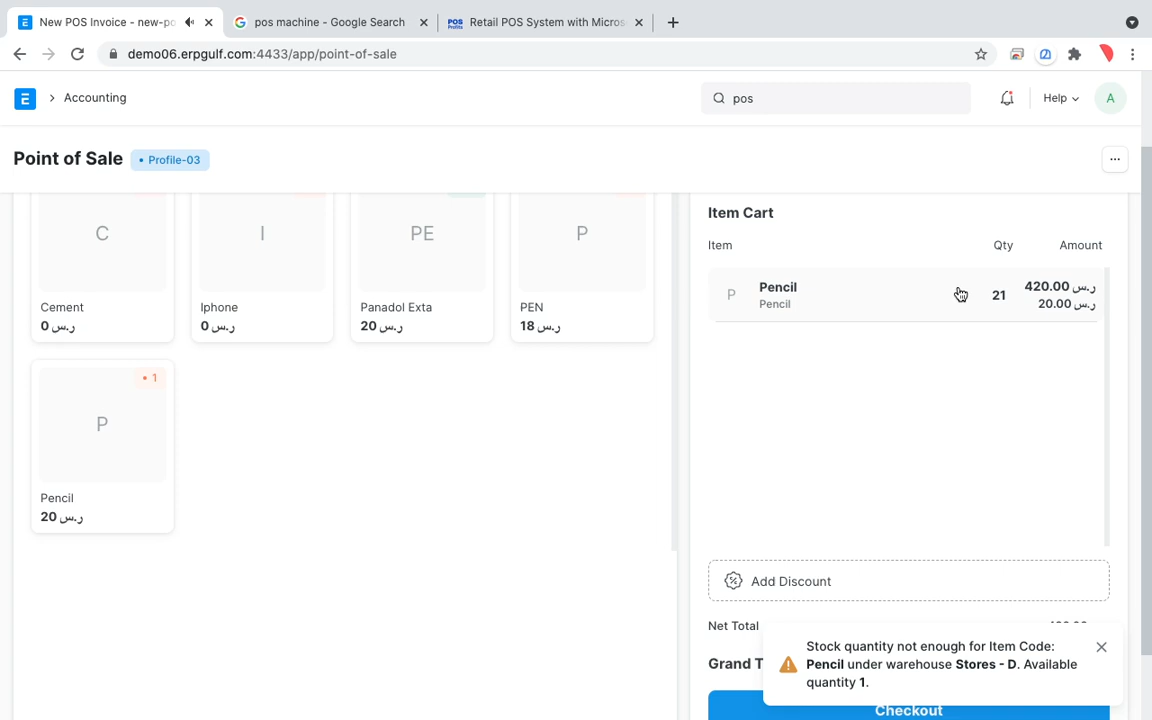 New POS Invoice - new-po
pos machine - Google Search
POS Retail POS System with Micros
demo06.erpgulf.com:4433/app/point-of-sale
E
Accounting
pos
Help
A
Point of Sale
• Profile-03
...
C
Cement
ر.س 0
I
Iphone
ر.س 0
PE
Panadol Exta
ر.س 20
P
PEN
ر.س 18
• 1
P
Pencil
ر.س 20
Item Cart
Item Qty Amount
P Pencil 21 ر.س 420.00
Pencil ر.س 20.00
Add Discount
Net Total
Grand T
Stock quantity not enough for Item Code:
Pencil under warehouse Stores - D. Available
quantity 1.
Checkout